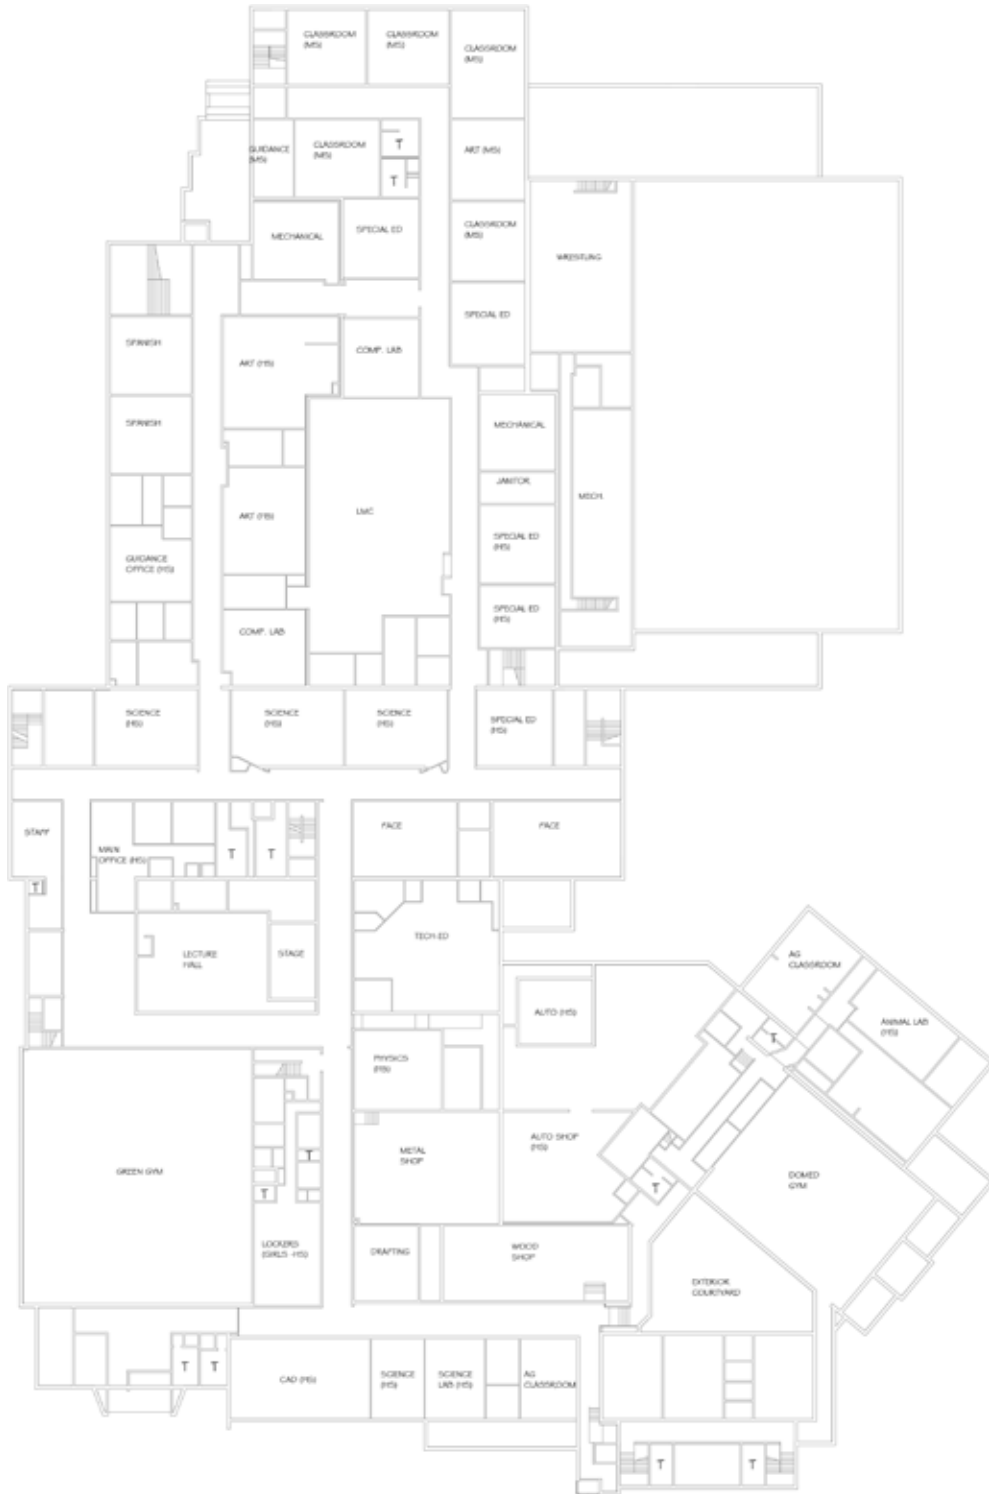 CLASSROOM
(MS)
CLASSROOM
(MS)
CLASSROOM
(MS)
GUIDANCE
(MS)
CLASSROOM
(MS)
T
T
ART (MS)
MECHANICAL
SPECIAL ED
CLASSROOM
(MS)
WRESTLING
SPECIAL ED
SPANISH
ART (HS)
COMP. LAB
SPANISH
MECHANICAL
JANITOR
MECH.
ART (HS)
LMC
SPECIAL ED
(HS)
GUIDANCE
OFFICE (HS)
SPECIAL ED
(HS)
COMP. LAB
SCIENCE
(HS)
SCIENCE
(HS)
SCIENCE
(HS)
SPECIAL ED
(HS)
STAFF
T
MAIN
OFFICE (HS)
T
T
FACE
FACE
LECTURE
HALL
STAGE
TECH-ED
AG
CLASSROOM
AUTO (HS)
ANIMAL LAB
(HS)
T
PHYSICS
(HS)
METAL
SHOP
AUTO SHOP
(HS)
GREEN GYM
T
T
T
DOMED
GYM
LOCKERS
(GIRLS -HS)
DRAFTING
WOOD
SHOP
EXTERIOR
COURTYARD
T
T
CAD (HS)
SCIENCE
(HS)
SCIENCE
LAB (HS)
AG
CLASSROOM
T
T